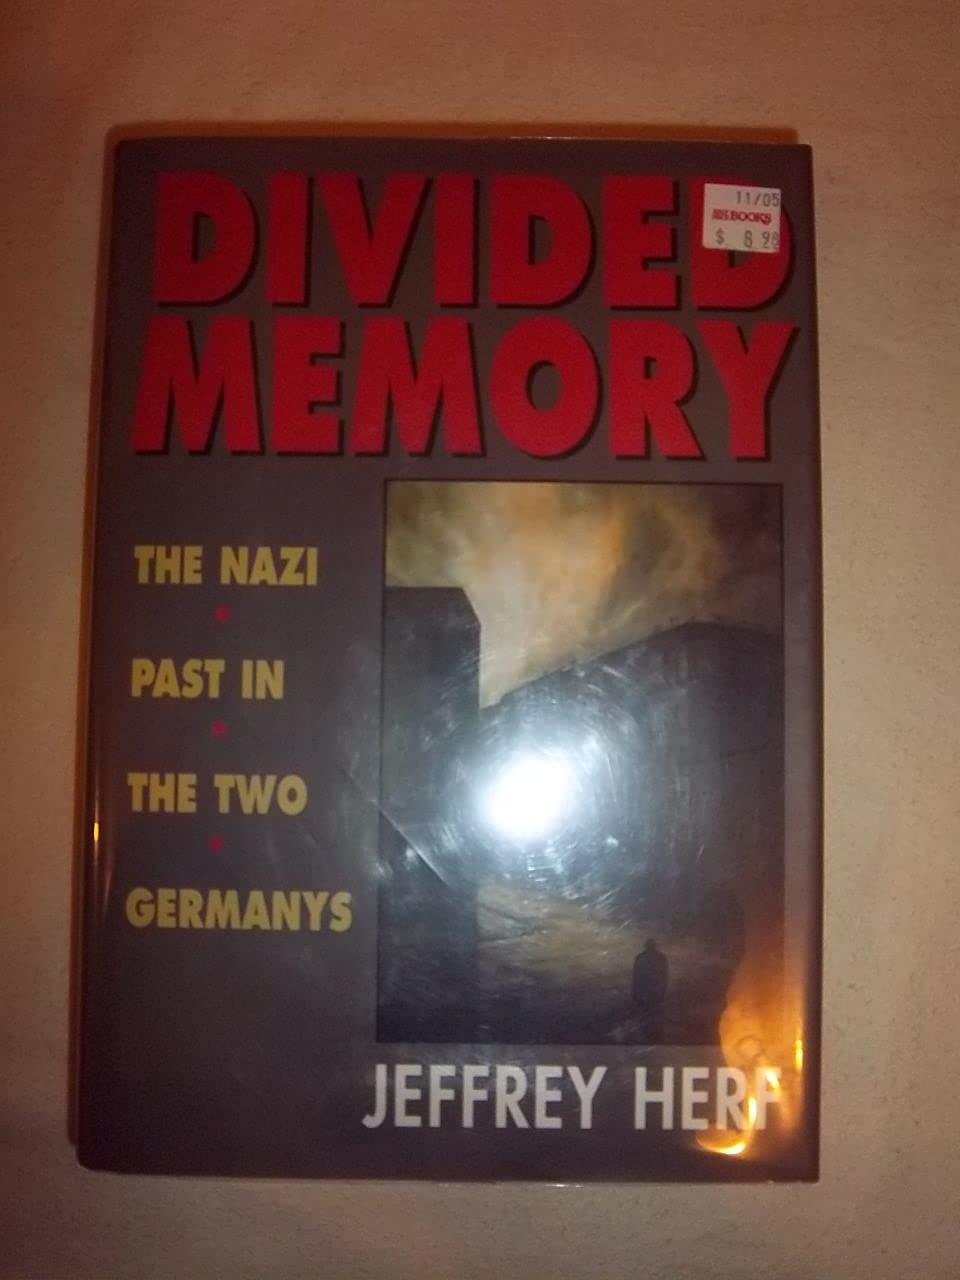 DIVIDED
MEMORY
11/05
BOOKS
THE NAZI
PAST IN
THE TWO
GERMANYS
JEFFREY HERF